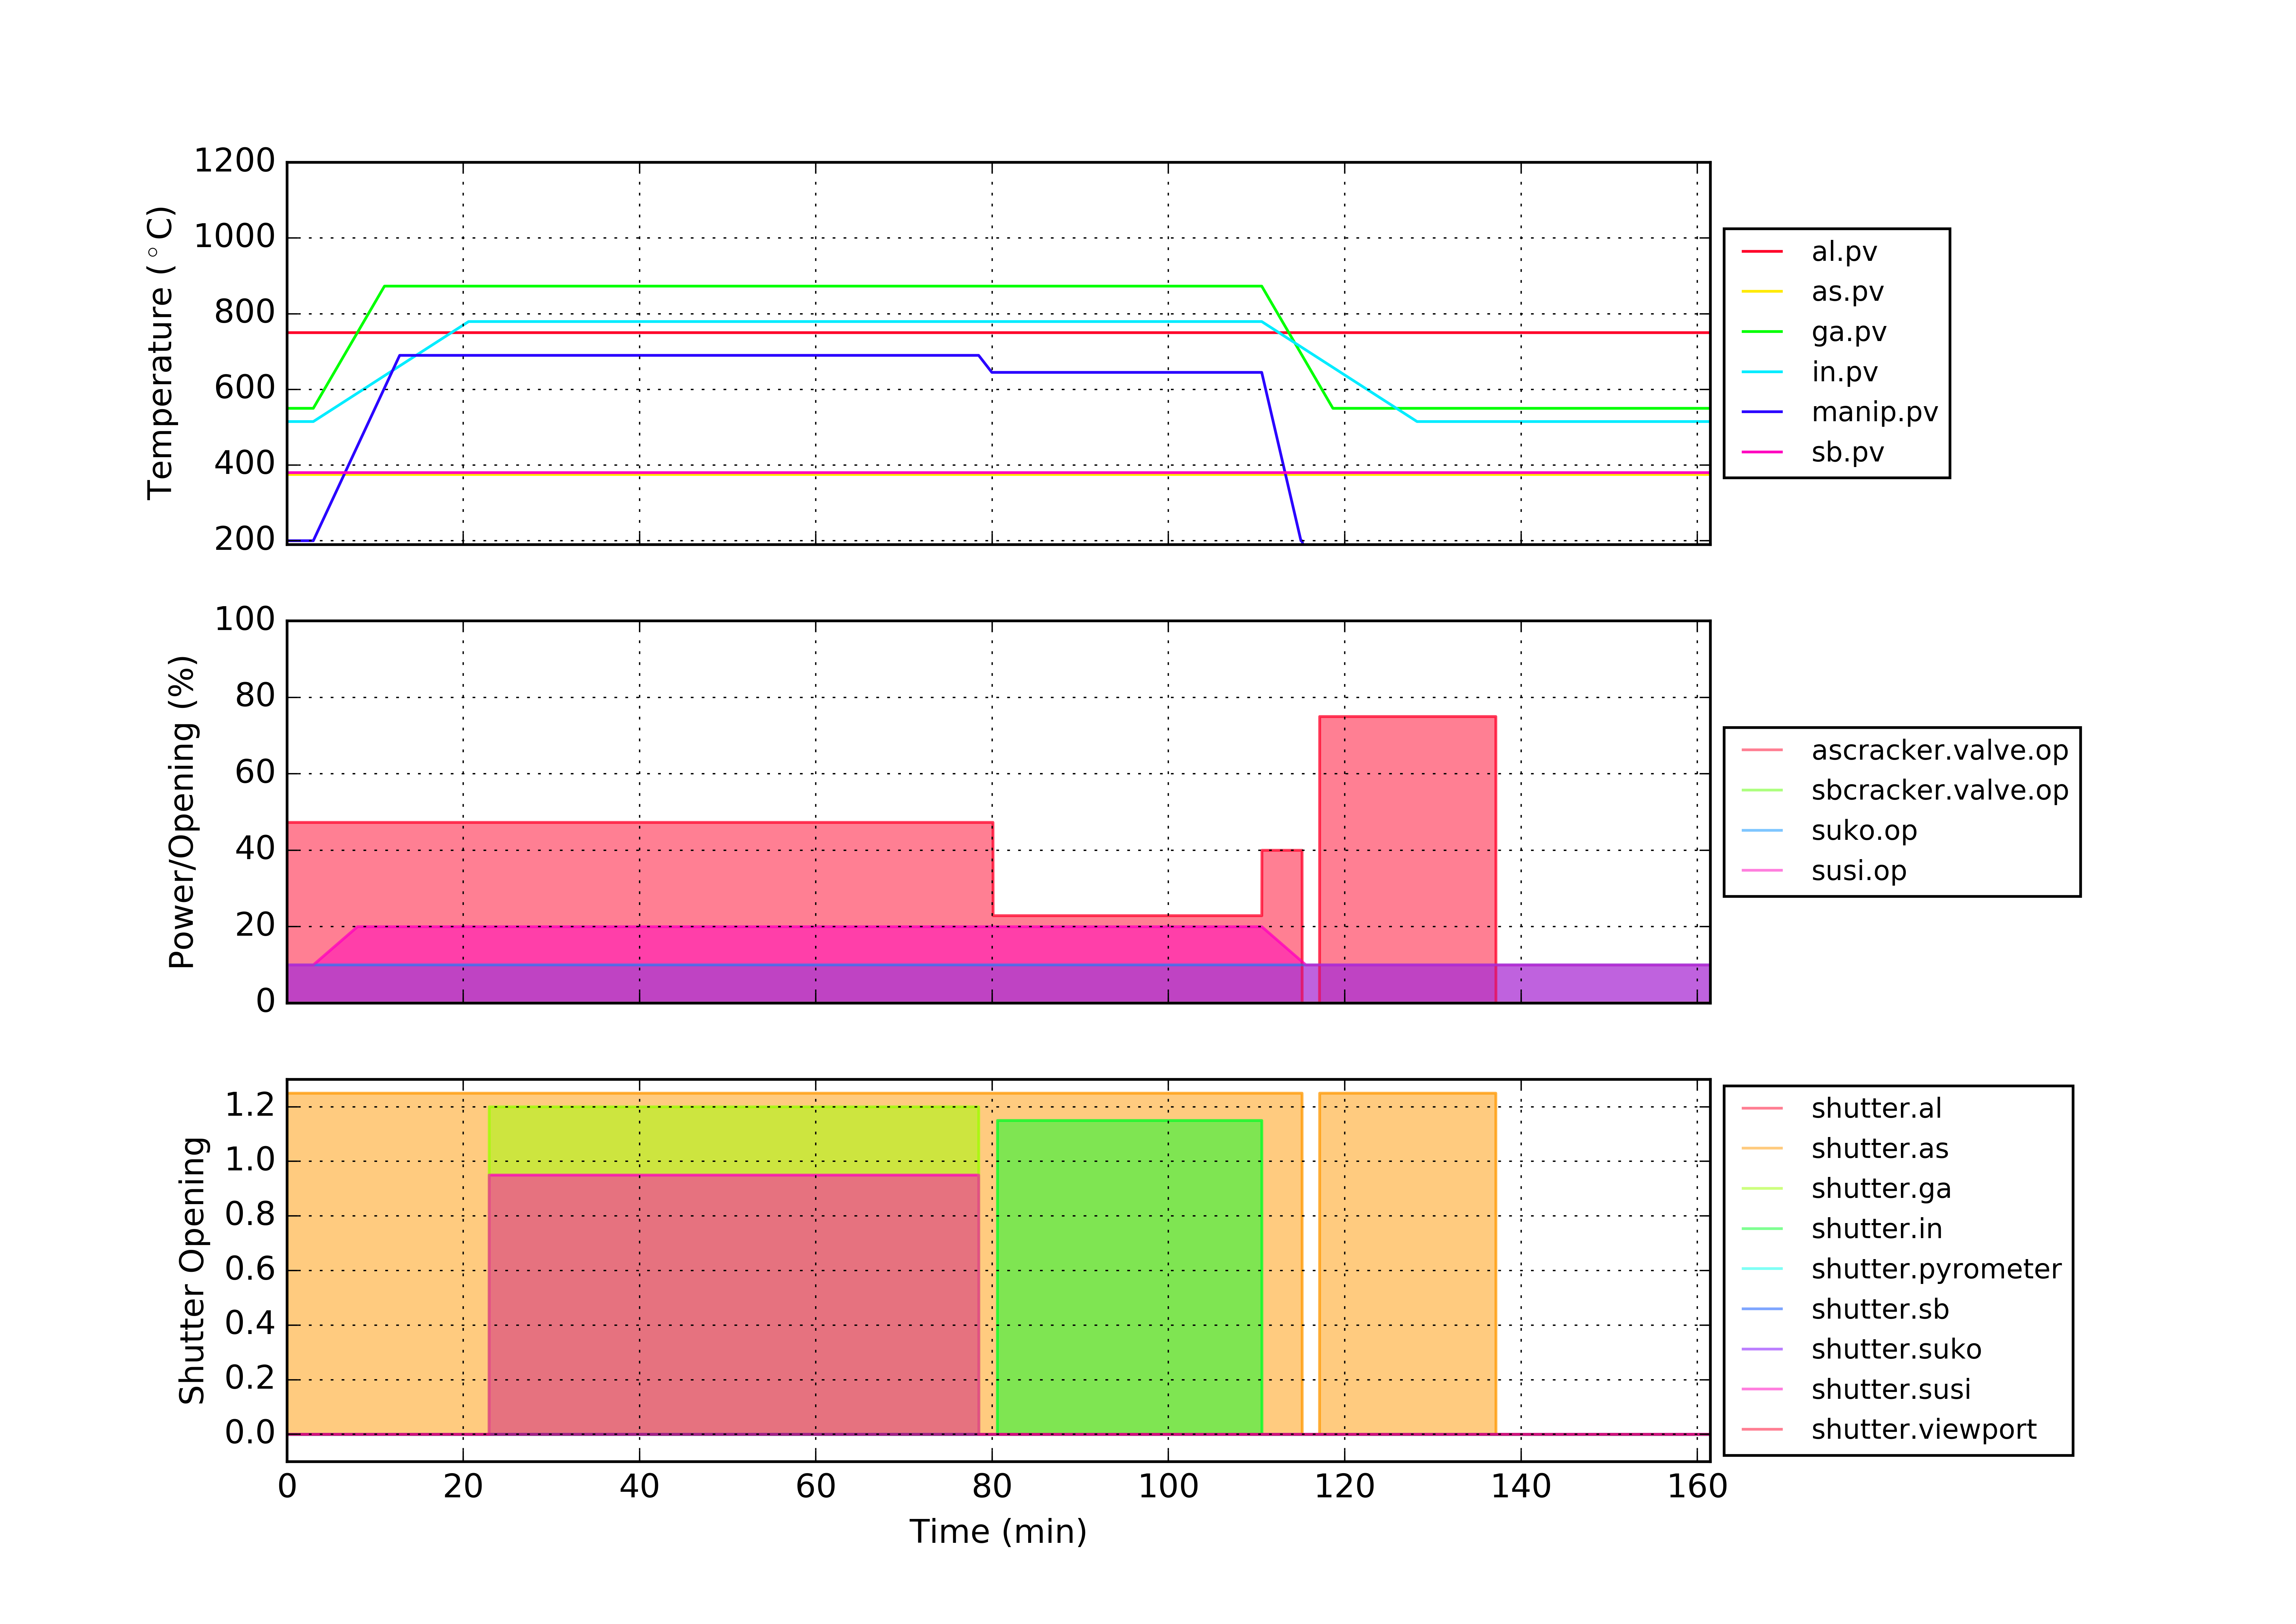 1200
1000
800
600
400
200
Temperature (°C)
al.pv
as.pv
ga.pv
in.pv
manip.pv
sb.pv
100
80
60
40
20
0
Power/Opening (%)
ascracker.valve.op
sbcracker.valve.op
suko.op
susi.op
1.2
1.0
0.8
0.6
0.4
0.2
0.0
Shutter Opening
shutter.al
shutter.as
shutter.ga
shutter.in
shutter.pyrometer
shutter.sb
shutter.suko
shutter.susi
shutter.viewport
0 20 40 60 80 100 120 140 160
Time (min)